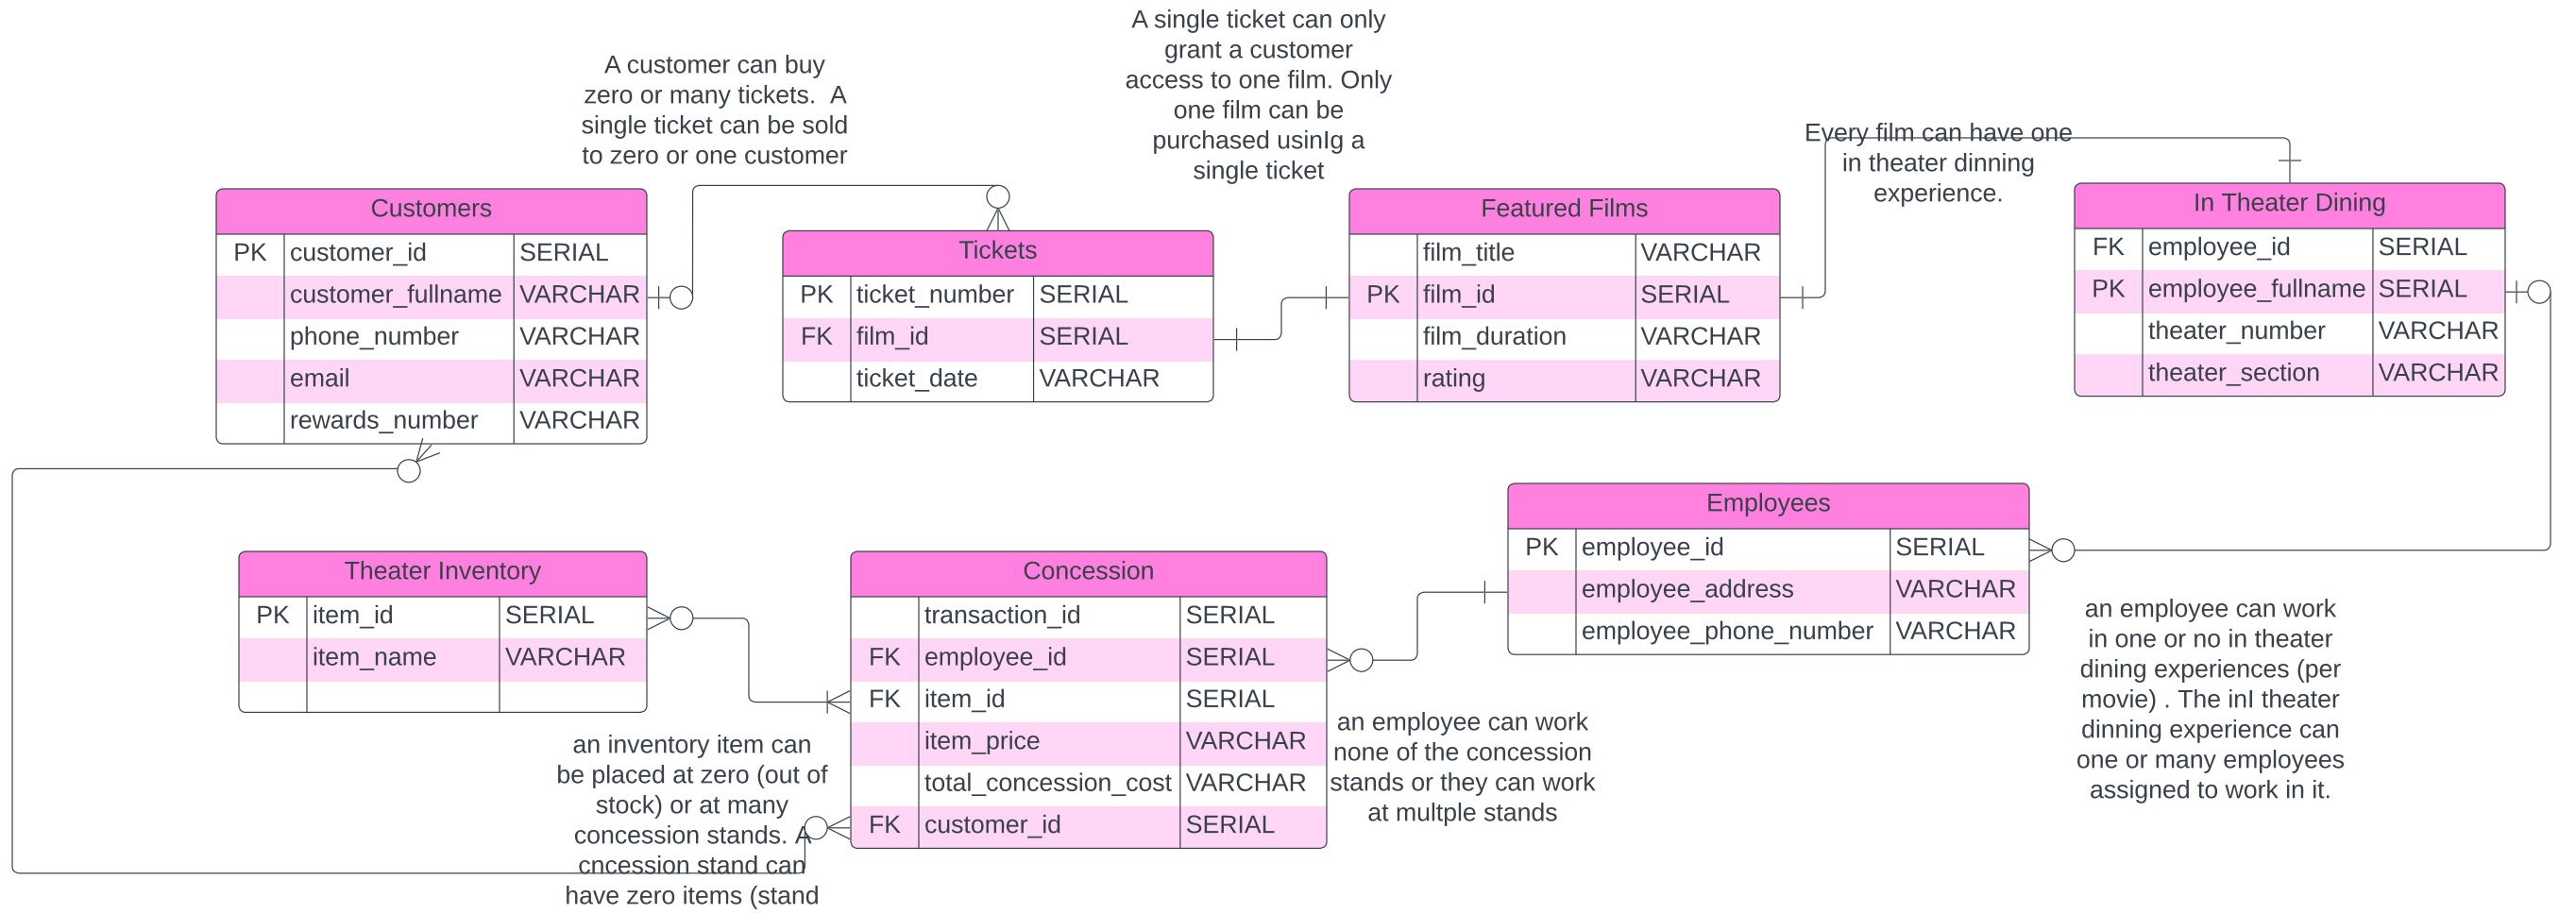 A customer can buy
zero or many tickets.  A
single ticket can be sold
to zero or one customer
A single ticket can only
grant a customer
access to one film. Only
one film can be
purchased usinIg a
single ticket
Every film can have one
in theater dinning
experience.
Customers
PK customer_id SERIAL
customer_fullname VARCHAR
phone_number VARCHAR
email VARCHAR
rewards_number VARCHAR
Tickets
PK ticket_number SERIAL
FK film_id SERIAL
ticket_date VARCHAR
Featured Films
film_title VARCHAR
PK film_id SERIAL
film_duration VARCHAR
rating VARCHAR
In Theater Dining
FK employee_id SERIAL
PK employee_fullname SERIAL
theater_number VARCHAR
theater_section VARCHAR
Theater Inventory
PK item_id SERIAL
item_name VARCHAR
Concession
transaction_id SERIAL
FK employee_id SERIAL
FK item_id SERIAL
item_price VARCHAR
total_concession_cost VARCHAR
FK customer_id SERIAL
Employees
PK employee_id SERIAL
employee_address VARCHAR
employee_phone_number VARCHAR
an inventory item can
be placed at zero (out of
stock) or at many
concession stands. A
cncession stand can
have zero items (stand
an employee can work
none of the concession
stands or they can work
at multple stands
an employee can work
in one or no in theater
dining experiences (per
movie) . The inI theater
dinning experience can
one or many employees
assigned to work in it.